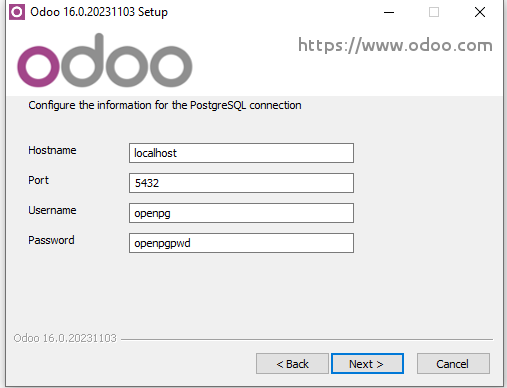 Odoo 16.0.20231103 Setup
odoo
https://www.odoo.com
Configure the information for the PostgreSQL connection
Hostname localhost
Port 5432
Username openpg
Password openpgpwd
Odoo 16.0.20231103
< Back Next > Cancel